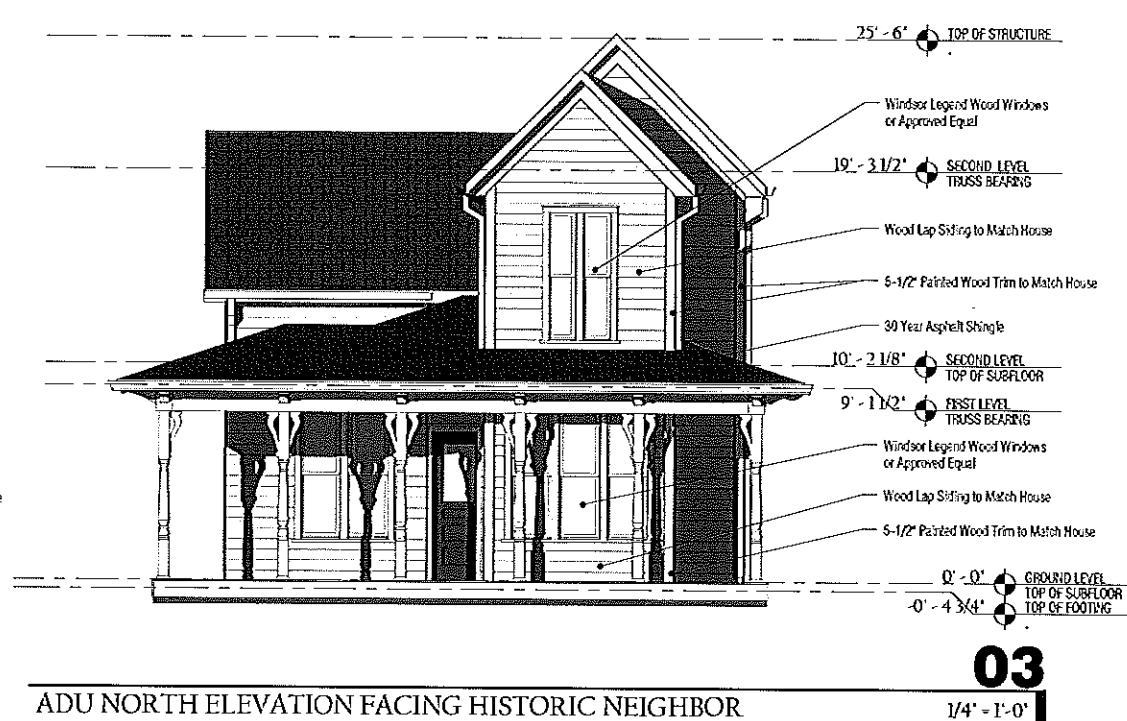 25' - 6" TOP OF STRUCTURE
Windsor Legend Wood Windows
or Approved Equal
19' - 3 1/2" SECOND LEVEL
TRUSS BEARING
Wood Lap Siding to Match House
5-1/2" Painted Wood Trim to Match House
30 Year Asphalt Shingle
10' - 2 1/8" SECOND LEVEL
TOP OF SUBFLOOR
9' - 1 1/2" FIRST LEVEL
TRUSS BEARING
Windsor Legend Wood Windows
or Approved Equal
Wood Lap Siding to Match House
5-1/2" Painted Wood Trim to Match House
0' - 0" GROUND LEVEL
TOP OF SUBFLOOR
-0' - 4 3/4" TOP OF FOOTING
03
ADU NORTH ELEVATION FACING HISTORIC NEIGHBOR
1/4" = 1'-0"